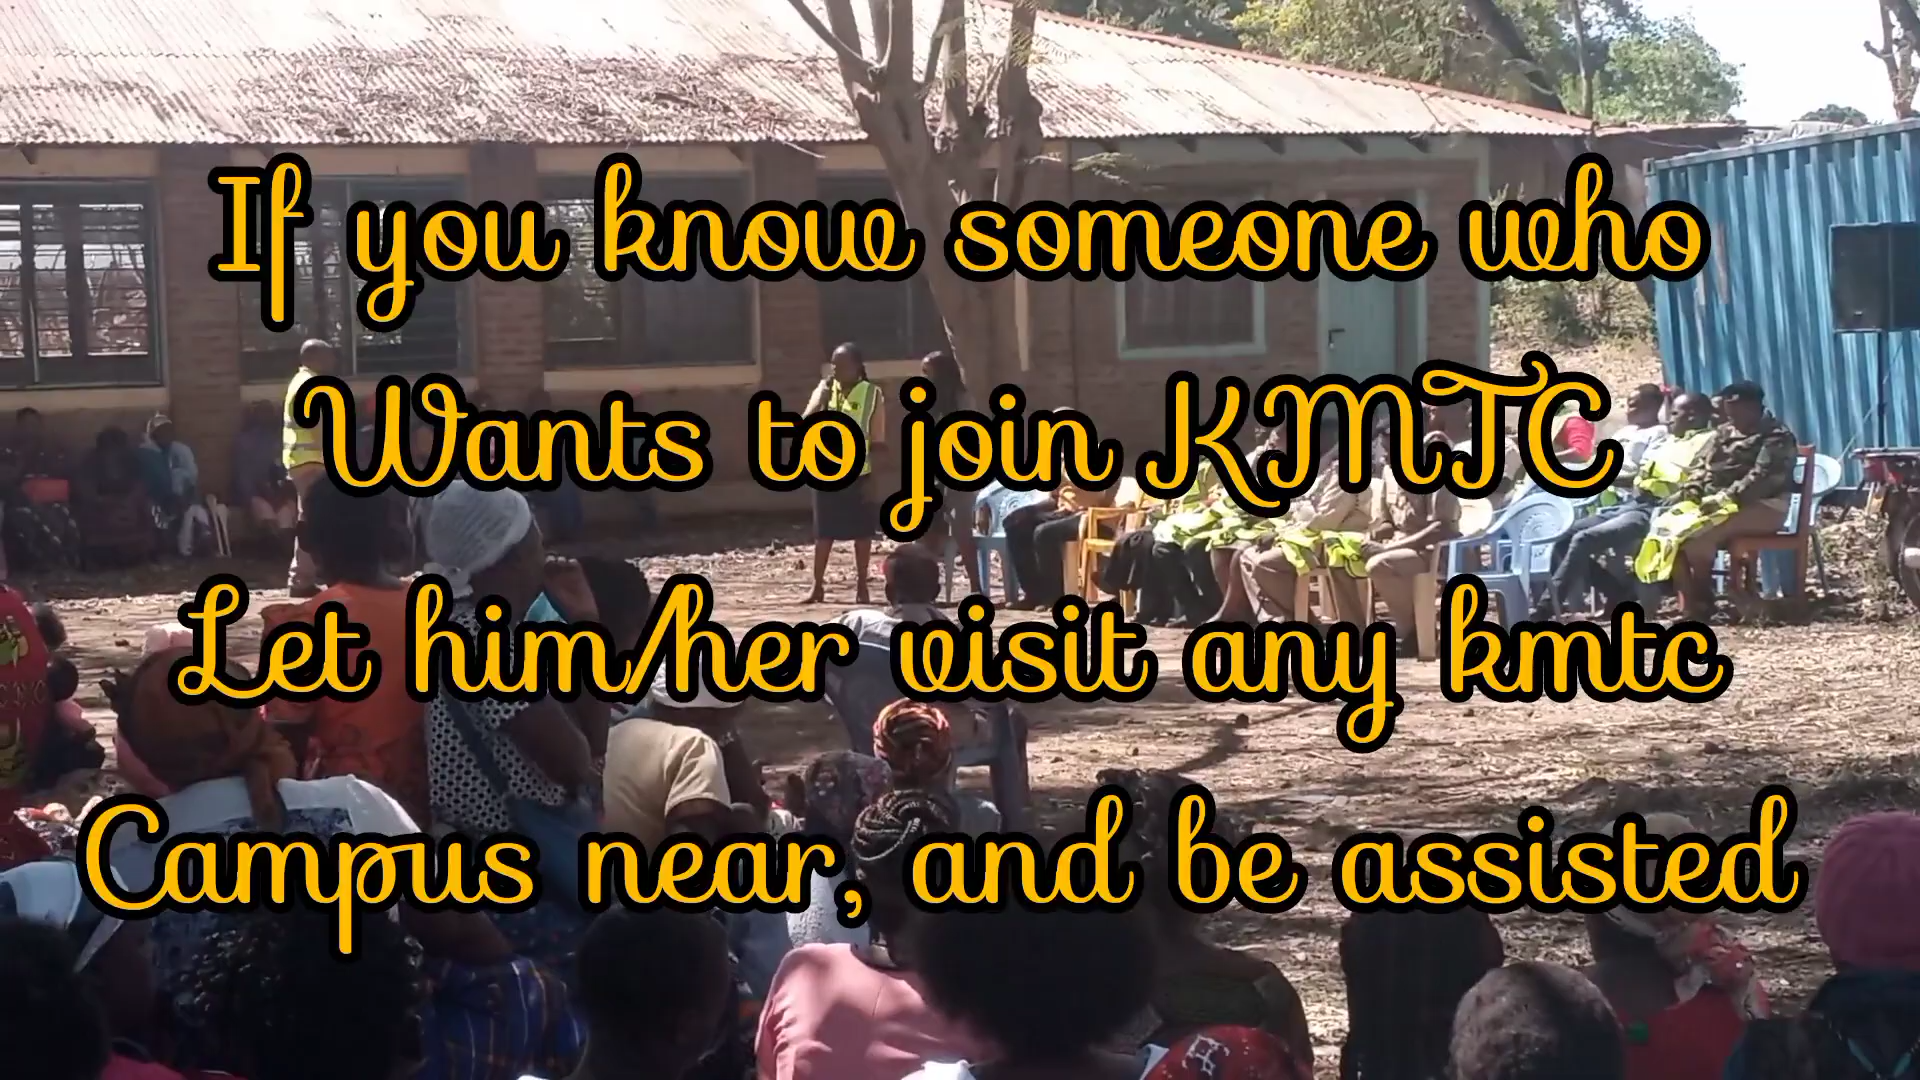 If you know someone who
Wants to join KMTC
Let him/her visit any kmtc
Campus near, and be assisted